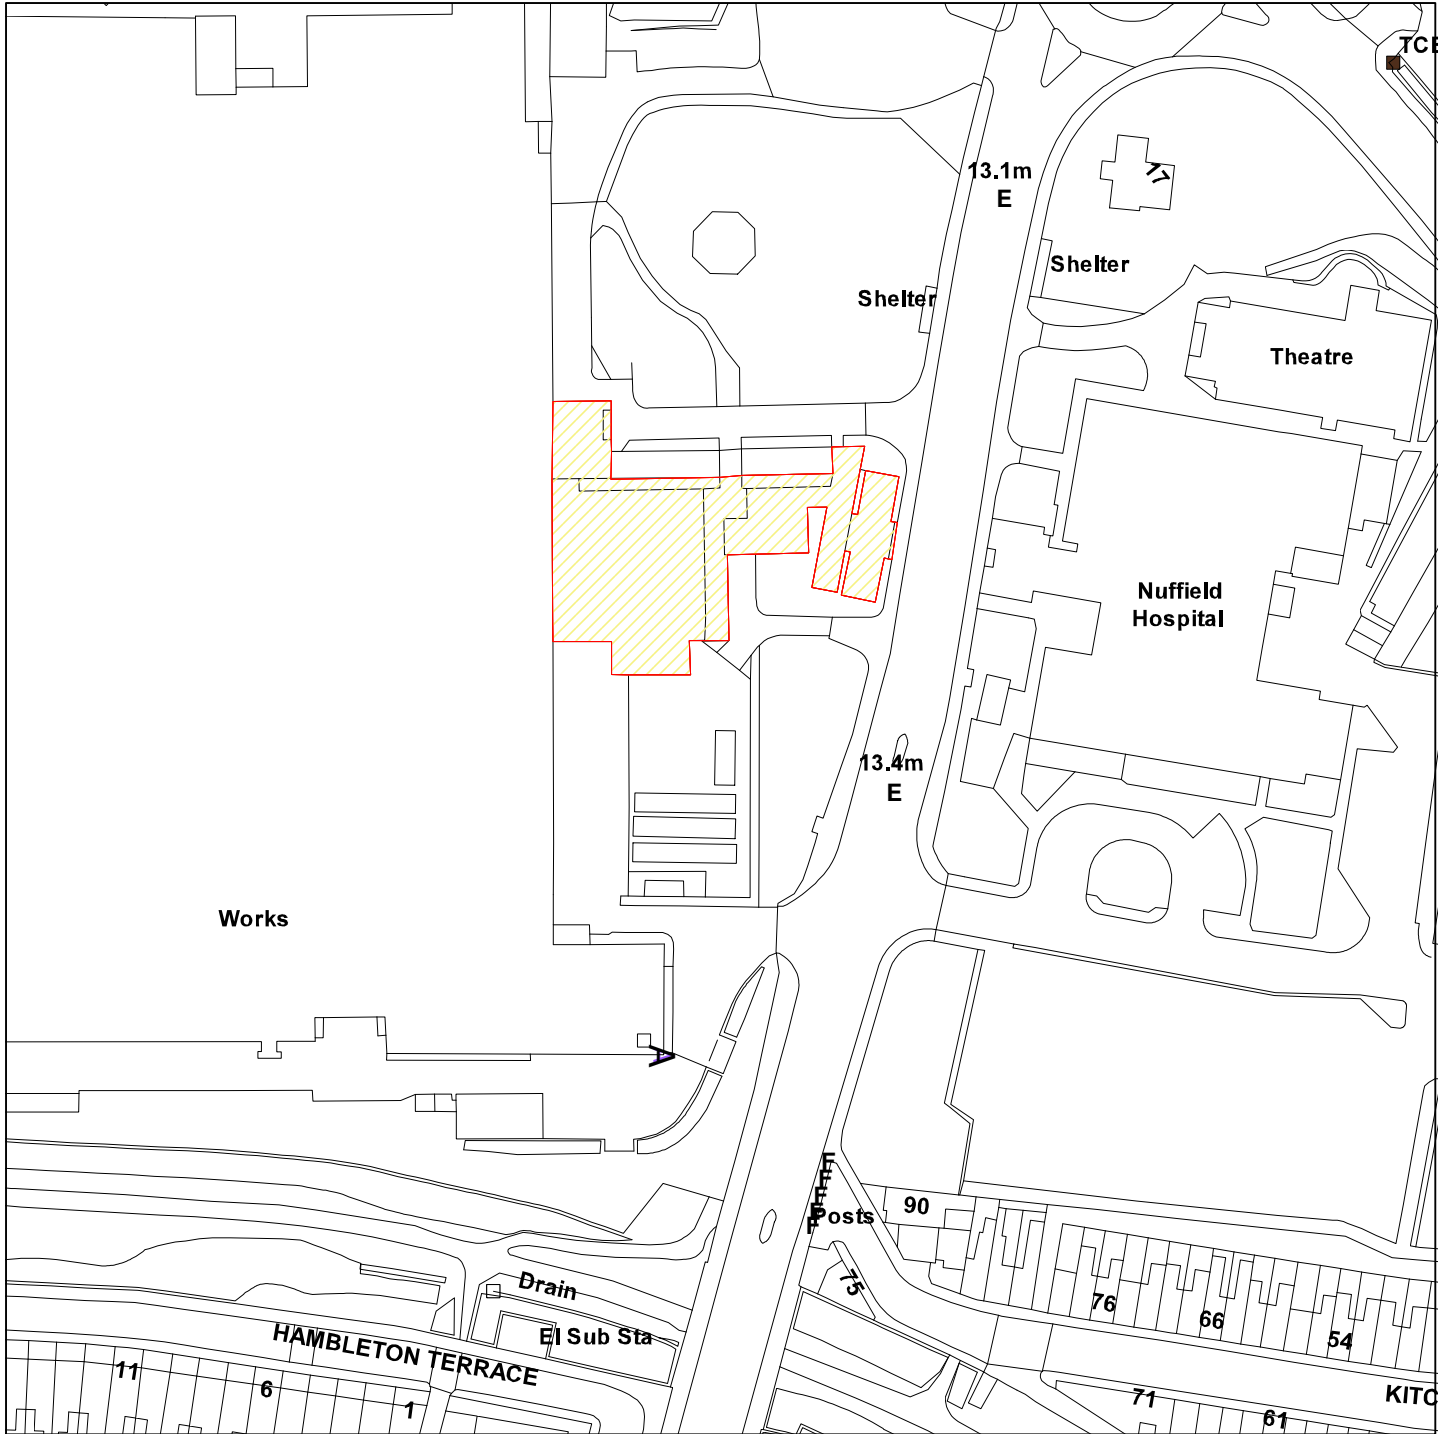 TCB
13.1m
E
17
Shelter
Shelter
Theatre
Nuffield
Hospital
13.4m
E
Works
A
F
F
F
F
F
Posts
90
75
Drain
El Sub Sta
76
66
54
HAMBLETON TERRACE
11
6
1
71
61
KITC